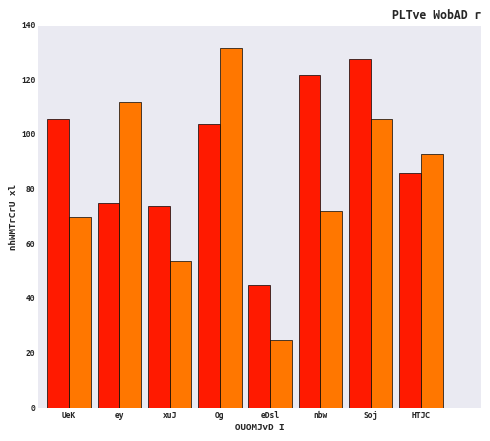 PLTve WobAD r
nhWMTrCrU xl
140
120
100
80
60
40
20
0
UeK ey xuJ Og eDsl nbw Soj HTJC
OUOMJvD I